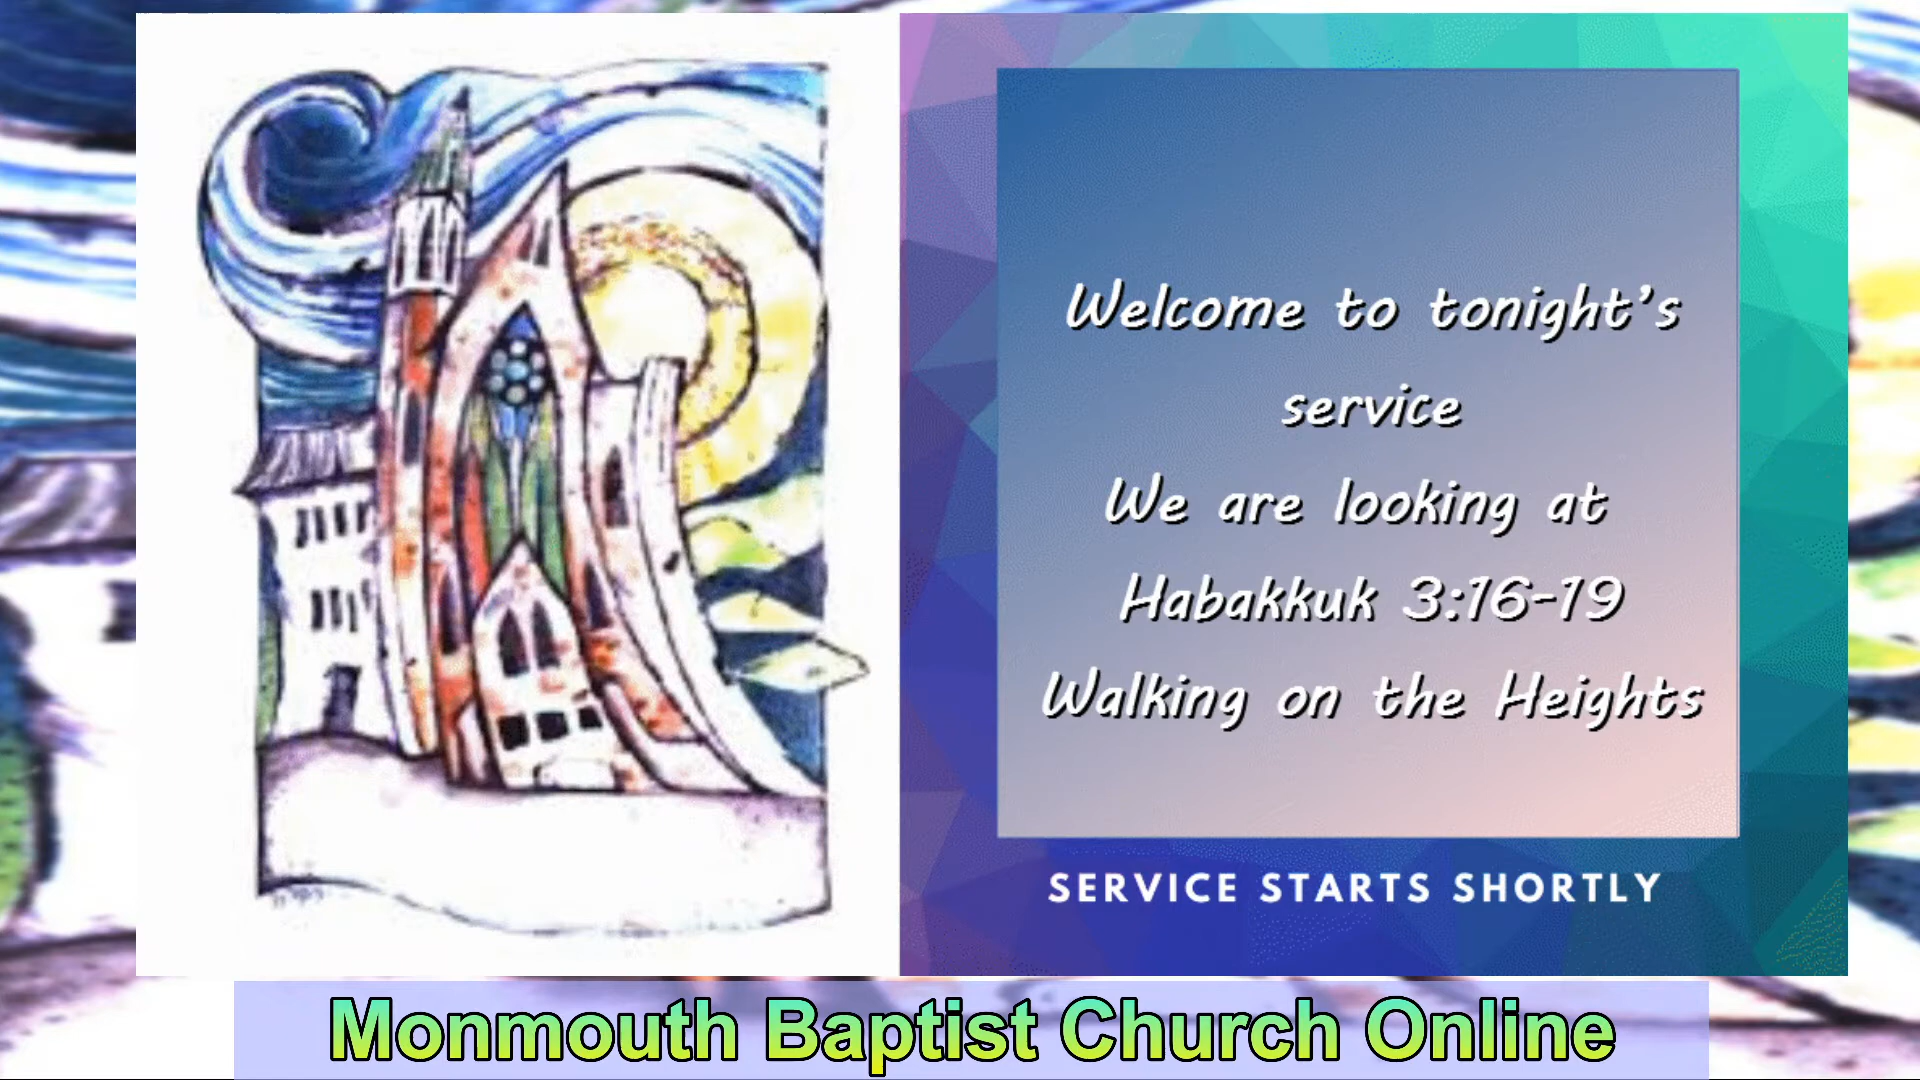 Welcome to tonight's
service
We are looking at
Habakkuk 3:16-19
Walking on the Heights
SERVICE STARTS SHORTLY
Monmouth Baptist Church Online